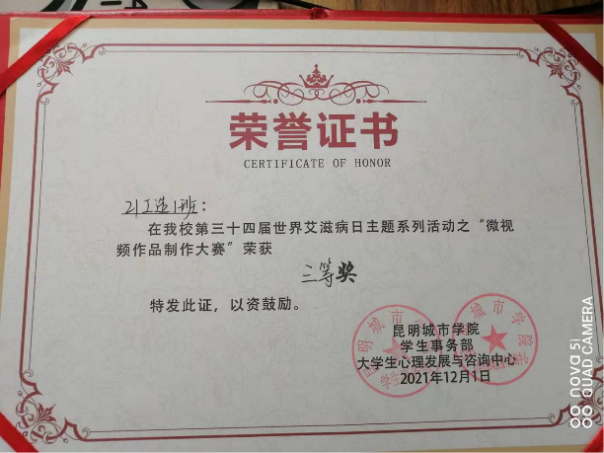 荣誉证书
CERTIFICATE OF HONOR
21工造1班：
在我校第三十四届世界艾滋病日主题系列活动之“微视
频作品制作大赛”荣获
三等奖
特发此证，以资鼓励。
昆明城市学院
学生事务部
大学生心理发展与咨询中心
2021年12月1日
nova 5i
QUAD CAMERA